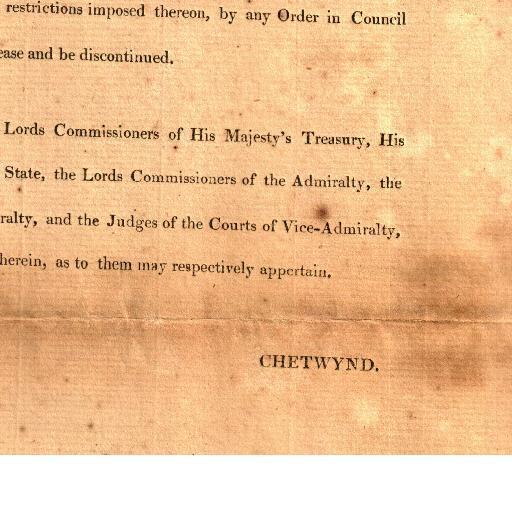 restrictions imposed thereon, by any Order in Council
ease and be discontinued.
Lords Commissioners of His Majesty's Treasury, His
State, the Lords Commissioners of the Admiralty, the
ralty, and the Judges of the Courts of Vice-Admiralty,
herein, as to them may respectively appertain.
CHETWYND.